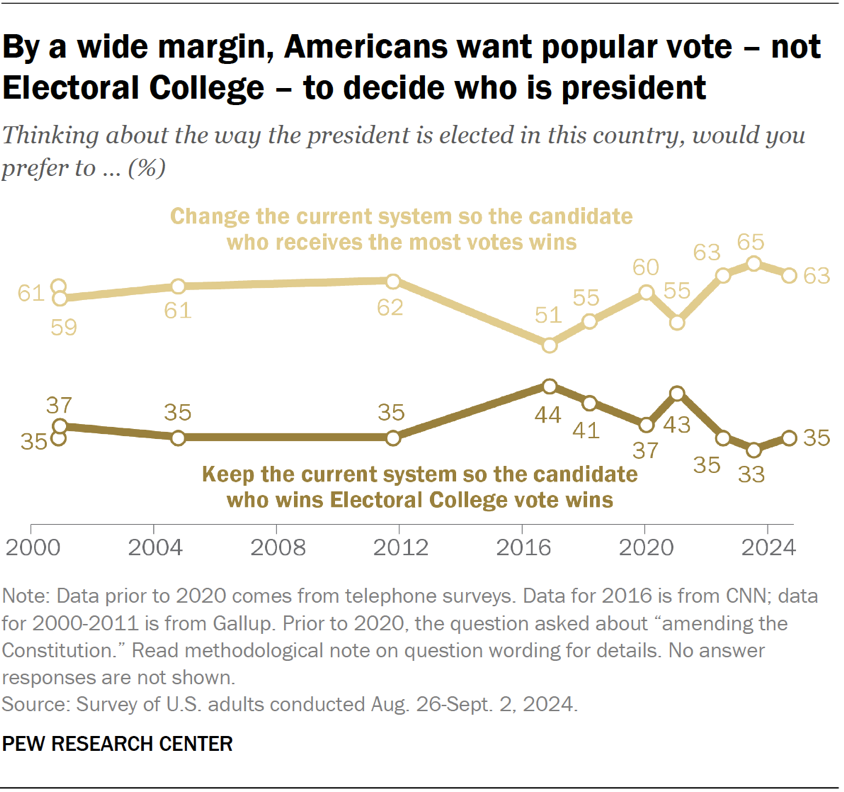 By a wide margin, Americans want popular vote – not
Electoral College – to decide who is president
Thinking about the way the president is elected in this country, would you
prefer to ... (%)
Change the current system so the candidate
who receives the most votes wins
61
59
61
62
51
55
60
55
63
65
63
37
35
35
35
44
41
37
43
35
33
35
Keep the current system so the candidate
who wins Electoral College vote wins
2000 2004 2008 2012 2016 2020 2024
Note: Data prior to 2020 comes from telephone surveys. Data for 2016 is from CNN; data
for 2000-2011 is from Gallup. Prior to 2020, the question asked about “amending the
Constitution.” Read methodological note on question wording for details. No answer
responses are not shown.
Source: Survey of U.S. adults conducted Aug. 26-Sept. 2, 2024.
PEW RESEARCH CENTER